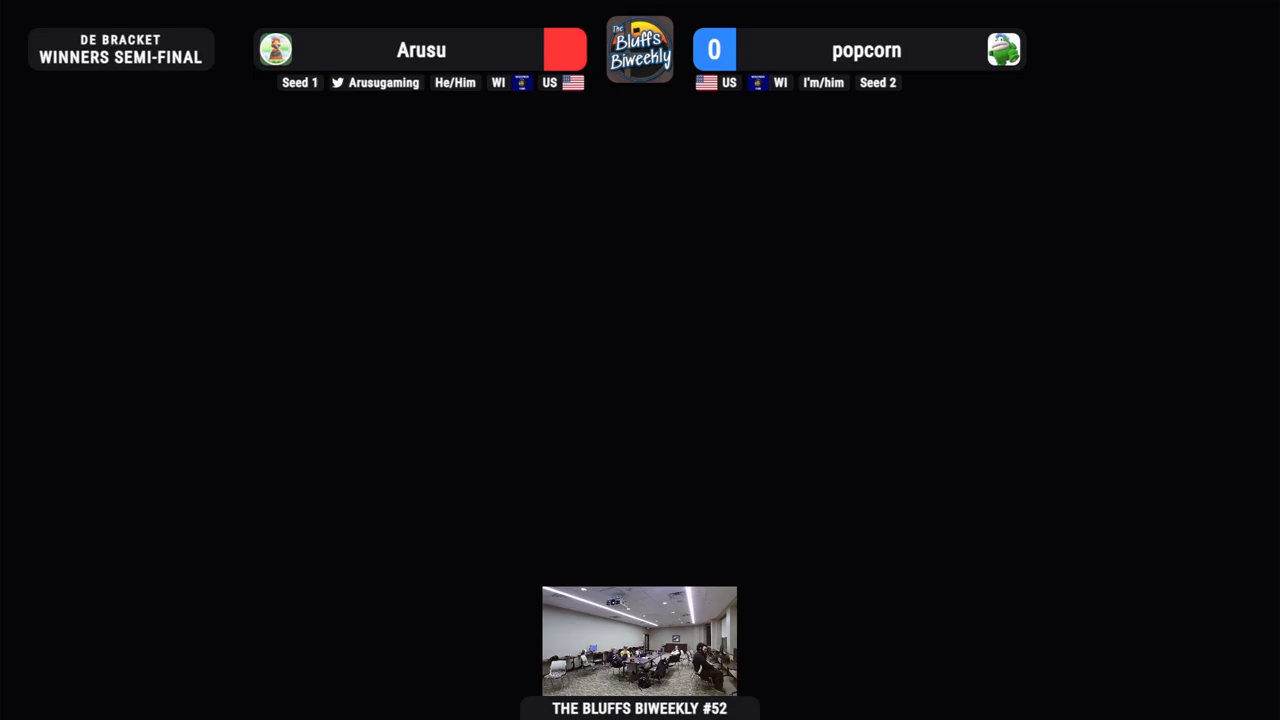 DE BRACKET
WINNERS SEMI-FINAL
Arusu
The
Bluffs
Biweekly
0
popcorn
Seed 1
Arusugaming
He/Him
WI
US
US
WI
I'm/him
Seed 2
THE BLUFFS BIWEEKLY #52